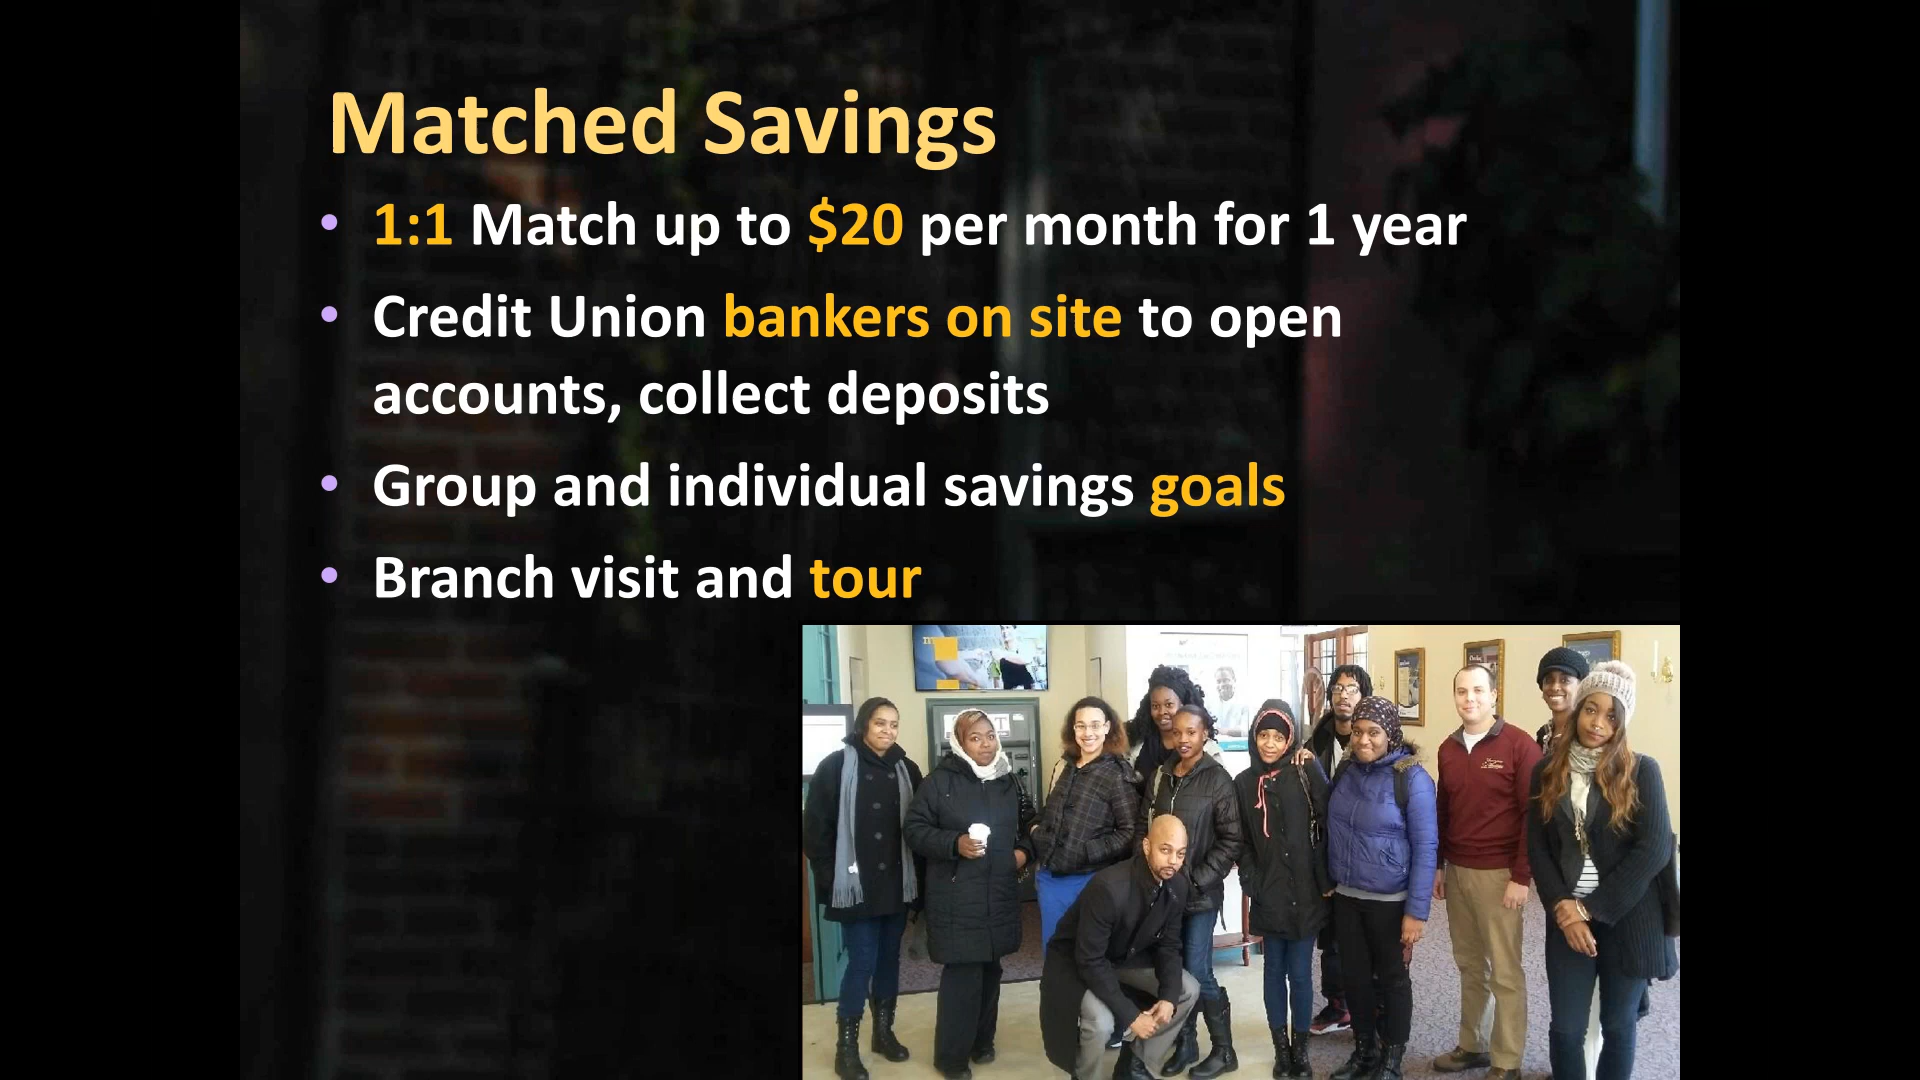 Matched Savings
• 1:1 Match up to $20 per month for 1 year
• Credit Union bankers on site to open
accounts, collect deposits
• Group and individual savings goals
• Branch visit and tour